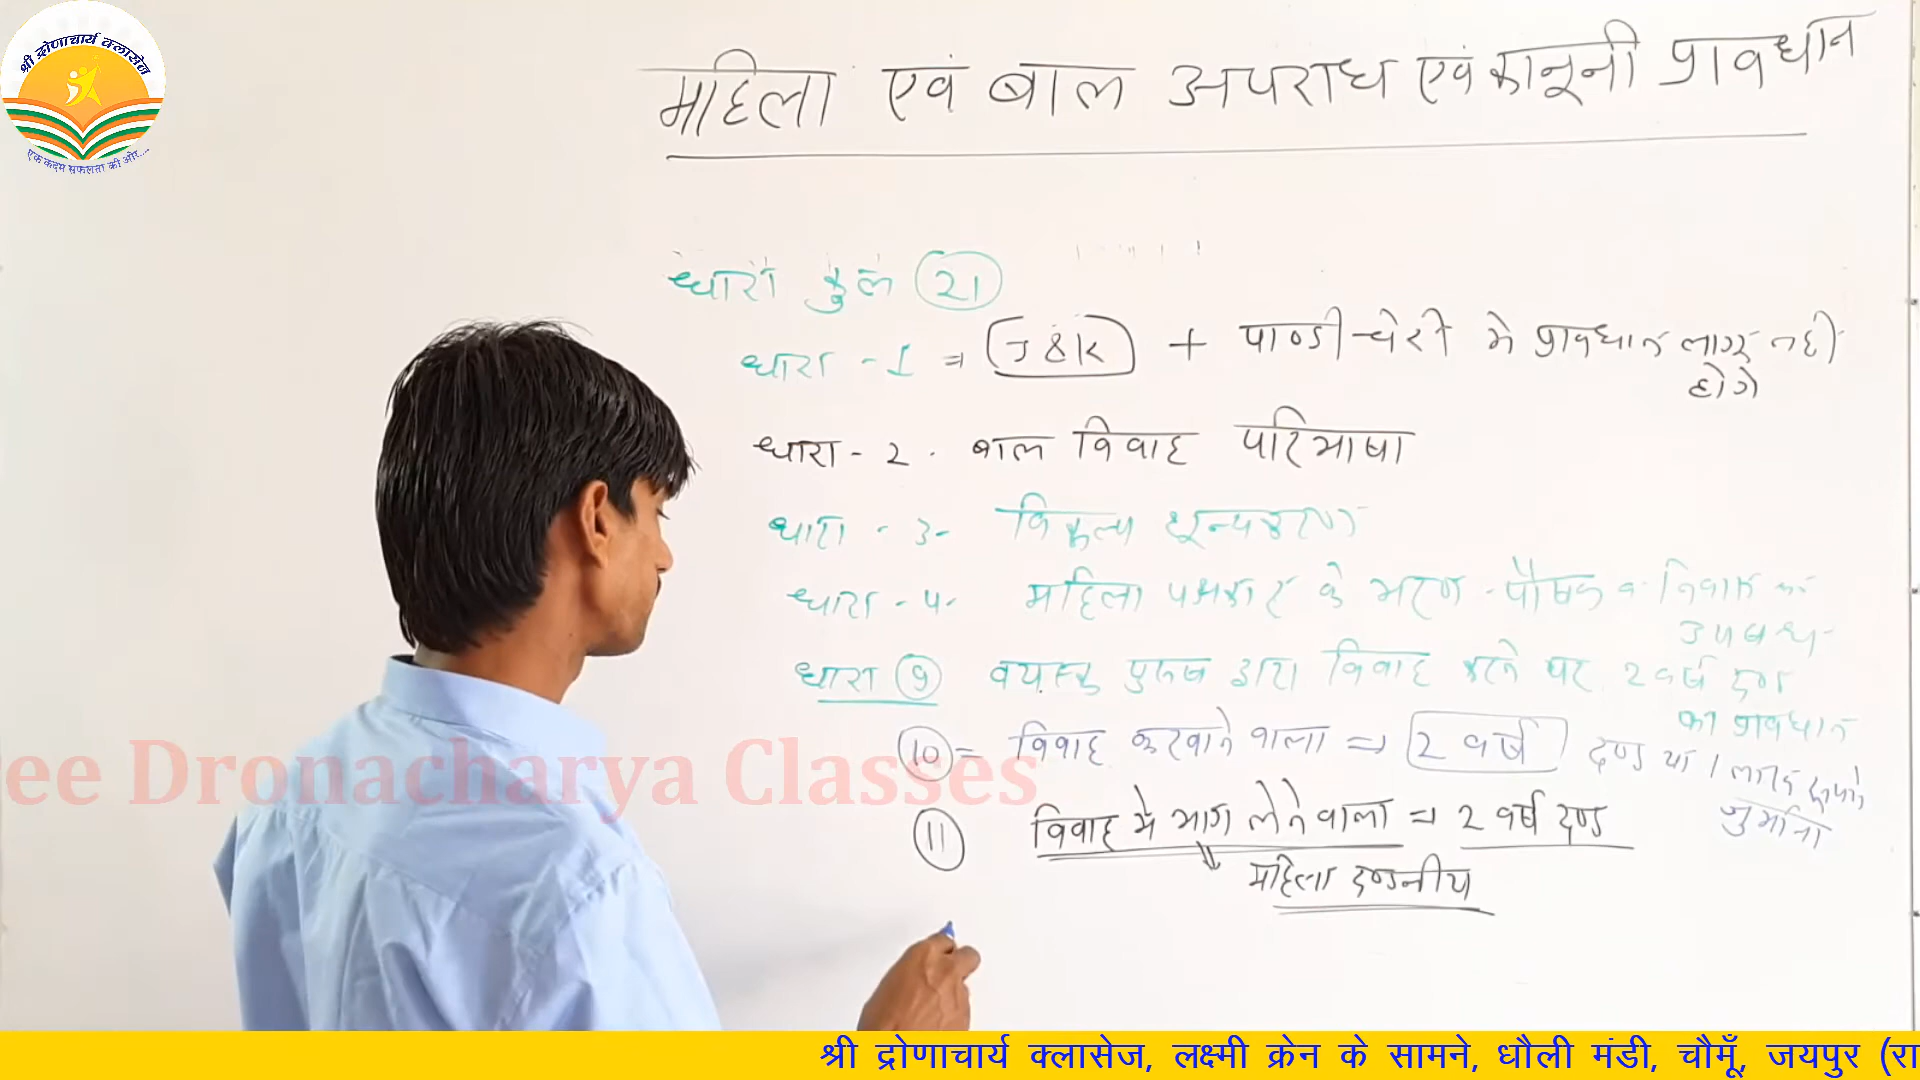 श्री द्रोणाचार्य क्लासेज
एक कदम सफलता की ओर....
महिला एवं बाल अपराध एवं कानूनी प्रावधान
धारा कुल 21
धारा - 1 = J & K + पाण्डीचेरी मे प्रावधान लागू नही
होगे
धारा - 2 . बाल विवाह परिभाषा
धारा - 3 - विकल्प शून्यकरण
धारा - 4 - महिला पक्षकार के भरण - पौषण व निवास का
उपबन्ध
धारा 9 वयस्क पुरुष द्वारा विवाह करने पर 2 वर्ष दण्ड
का प्रावधान
10 = विवाह करवाने वाला => 2 वर्ष दण्ड या 1 लाख रूपये
जुर्माना
11 विवाह मे भाग लेने वाला => 2 वर्ष दण्ड
महिला दण्डनीय
ee Dronacharya Classes
श्री द्रोणाचार्य क्लासेज, लक्ष्मी क्रेन के सामने, धौली मंडी, चौमूँ, जयपुर (रा